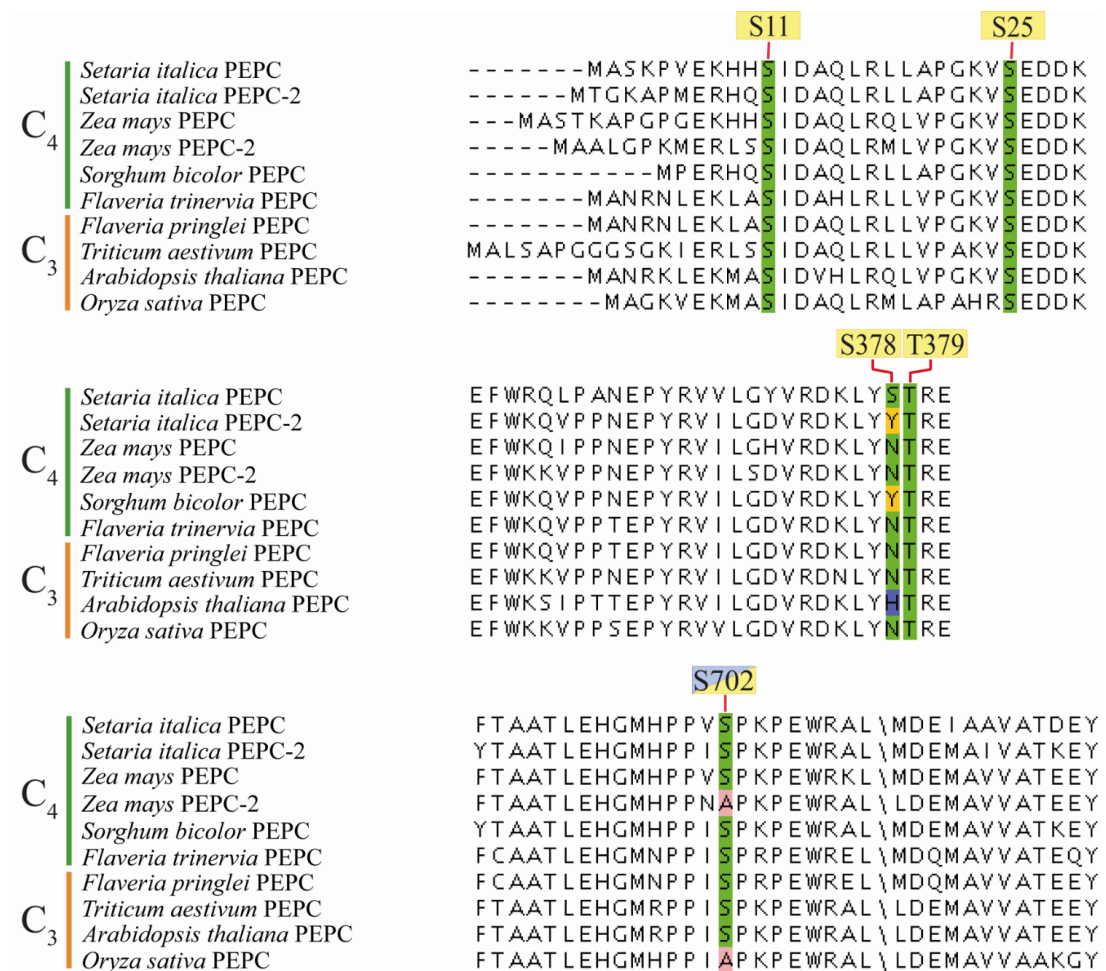 S11 S25
Setaria italica PEPC -------MASKPVEKHHSIDAQLRLLAPGKVSEDDK
Setaria italica PEPC-2 ------MTGKAPMERHQSIDAQLRLLAPGKVSEDDK
Zea mays PEPC ---MASTKAPGPGEKHHSIDAQLRQLVPGKVSEDDK
C4 Zea mays PEPC-2 -----MAALGPKMERLSSIDAQLRMLVPGKVSEDDK
Sorghum bicolor PEPC -----------MPERHQSIDAQLRLLAPGKVSEDDK
Flaveria trinervia PEPC -------MANRNLEKLASIDAHLRLLVPGKVSEDDK
Flaveria pringlei PEPC -------MANRNLEKLASIDAQLRLLVPGKVSEDDK
Triticum aestivum PEPC MALSAPGGGSGKIERLSSIDAQLRLLVPAKVSEDDK
C3 Arabidopsis thaliana PEPC -------MANRKLEKMASIDVHLRQLVPGKVSEDDK
Oryza sativa PEPC --------MAGKVEKMASIDAQLRMLAPAHRSEDDK
S378 T379
Setaria italica PEPC EFWRQLPANEPYRVVLGYVRDKLYSTRE
Setaria italica PEPC-2 EFWKQVPPNEPYRVILGDVRDKLYYTRE
Zea mays PEPC EFWKQIPPNEPYRVILGHVRDKLYNTRE
C4 Zea mays PEPC-2 EFWKKVPPNEPYRVILSDVRDKLYNTRE
Sorghum bicolor PEPC EFWKQVPPNEPYRVILGDVRDKLYYTRE
Flaveria trinervia PEPC EFWKQVPPTEPYRVILGDVRDKLYNTRE
Flaveria pringlei PEPC EFWKQVPPTEPYRVILGDVRDKLYNTRE
Triticum aestivum PEPC EFWKKVPPNEPYRVILGDVRDNLYNTRE
C3 Arabidopsis thaliana PEPC EFWKSIPTTEPYRVILGDVRDKLYHTRE
Oryza sativa PEPC EFWKKVPPSEPYRVVLGDVRDKLYNTRE
S702
Setaria italica PEPC FTAATLEHGMHPPVSPKPEWRAL\MDEIAAVATDEY
Setaria italica PEPC-2 YTAATLEHGMHPPISPKPEWRAL\MDEMAIVATKEY
Zea mays PEPC FTAATLEHGMHPPVSPKPEWRKL\MDEMAVVATEEY
C4 Zea mays PEPC-2 FTAATLEHGMHPPNAPKPEWRAL\LDEMAVVATEEY
Sorghum bicolor PEPC YTAATLEHGMHPPISPKPEWRAL\MDEMAVVATKEY
Flaveria trinervia PEPC FCAATLEHGMNPPISPRPEWREL\MDQMAVVATEQY
Flaveria pringlei PEPC FCAATLEHGMNPPISPRPEWREL\MDQMAVVATEEY
Triticum aestivum PEPC FTAATLEHGMRPPISPKPEWRAL\LDEMAVVATEEY
C3 Arabidopsis thaliana PEPC FTAATLEHGMRPPISPKPEWRAL\LDEMAVVATEEY
Oryza sativa PEPC FTAATLEHGMHPPIAPKPEWRAL\LDEMAVVAAKGY